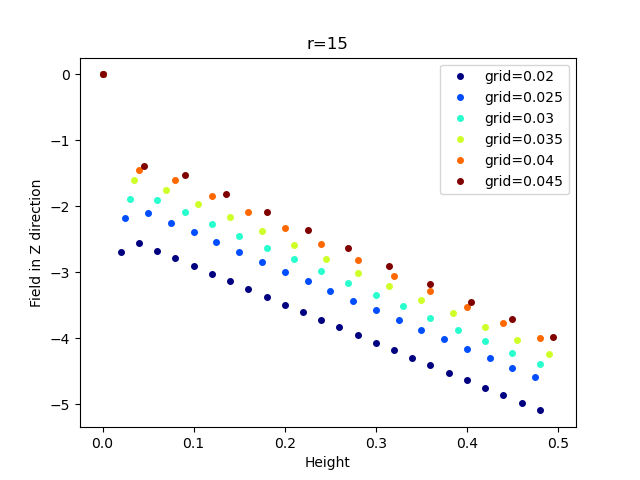 r=15
grid=0.02
grid=0.025
grid=0.03
grid=0.035
grid=0.04
grid=0.045
0
−1
−2
−3
−4
−5
Field in Z direction
0.0 0.1 0.2 0.3 0.4 0.5
Height